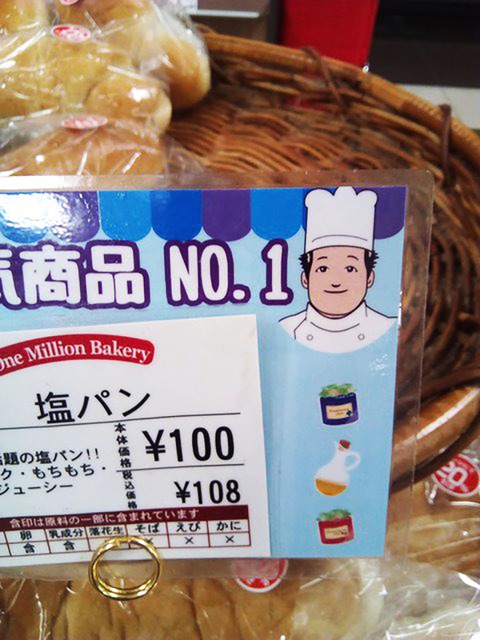 気商品 NO.1
One Million Bakery
塩パン
本体価格 ¥100
題の塩パン!!
ク・もちもち・
ジューシー
税込価格 ¥108
含印は原料の一部に含まれています
卵 乳成分 落花生 そば えび かに
含 含 × × × ×